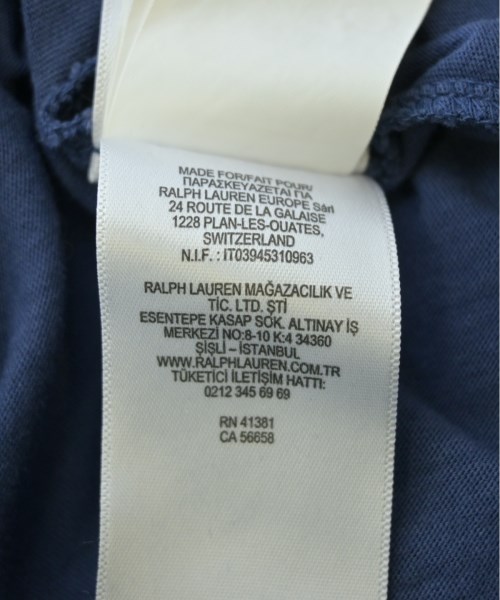 MADE FOR/FAIT POUR/
ΠΑΡΑΣΚΕΥΑΖΕΤΑΙ ΓΙΑ
RALPH LAUREN EUROPE Sàrl
24 ROUTE DE LA GALAISE
1228 PLAN-LES-OUATES,
SWITZERLAND
N.I.F. : IT03945310963
RALPH LAUREN MAĞAZACILIK VE
TİC. LTD. ŞTİ
ESENTEPE KASAP SOK. ALTINAY İŞ
MERKEZİ NO:8-10 K:4 34360
ŞİŞLİ – İSTANBUL
WWW.RALPHLAUREN.COM.TR
TÜKETİCİ İLETİŞİM HATTI:
0212 345 69 69
RN 41381
CA 56658